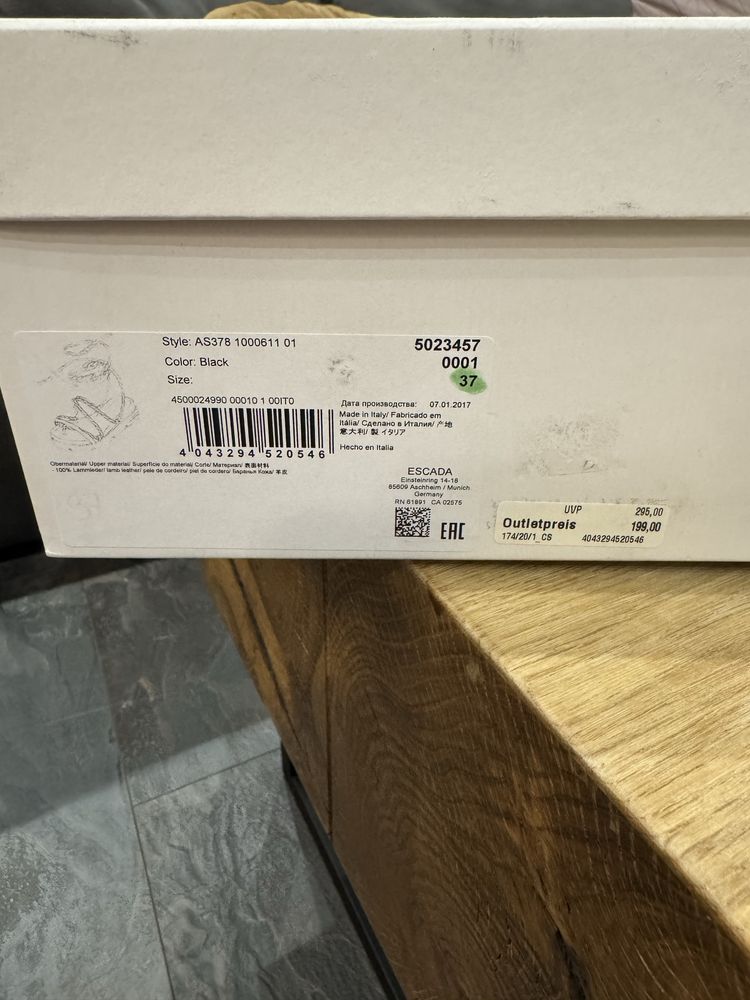 Style: AS378 1000611 01
Color: Black
Size:
5023457
0001
37
4500024990 00010 1 00IT0
4 043294 520546
Дата производства: 07.01.2017
Made in Italy/ Fabricado em
Itália/ Сделано в Италия/ 产地
意大利/ 製 イタリア
Hecho en Italia
Obermaterial/ Upper material/ Superficie do material/ Corte/ Материал/ 表面材料
- 100% Lammleder/ lamb leather/ pele de cordeiro/ piel de cordero/ Баранья Кожа/ 羊皮
ESCADA
Einsteinring 14-18
85609 Aschheim / Munich
Germany
RN 61891 CA 02575
EAC
UVP 295,00
Outletpreis 199,00
174/20/1_CS 4043294520546